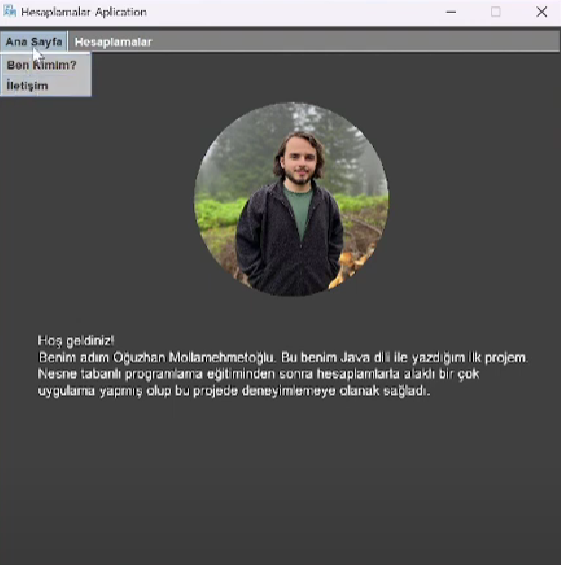 Hesaplamalar Aplication
Ana Sayfa Hesaplamalar
Ben Kimim?
İletişim
Hoş geldiniz!
Benim adım Oğuzhan Mollamehmetoğlu. Bu benim Java dili ile yazdığım ilk projem.
Nesne tabanlı programlama eğitiminden sonra hesaplamlarla alaklı bir çok
uygulama yapmış olup bu projede deneyimlemeye olanak sağladı.